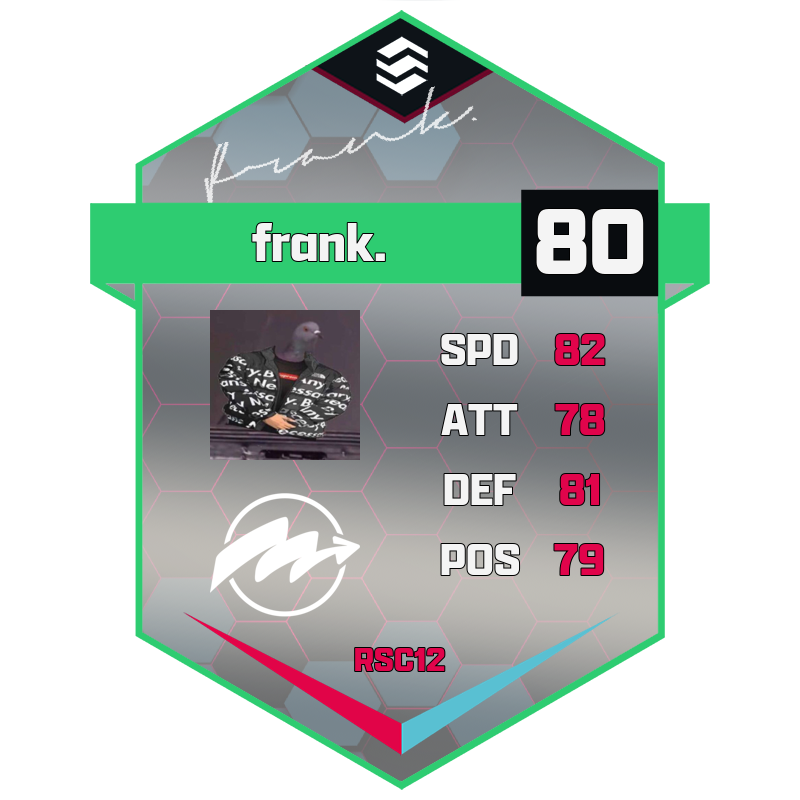 frank.
frank.
80
SPD 82
ATT 78
DEF 81
POS 79
RSC12